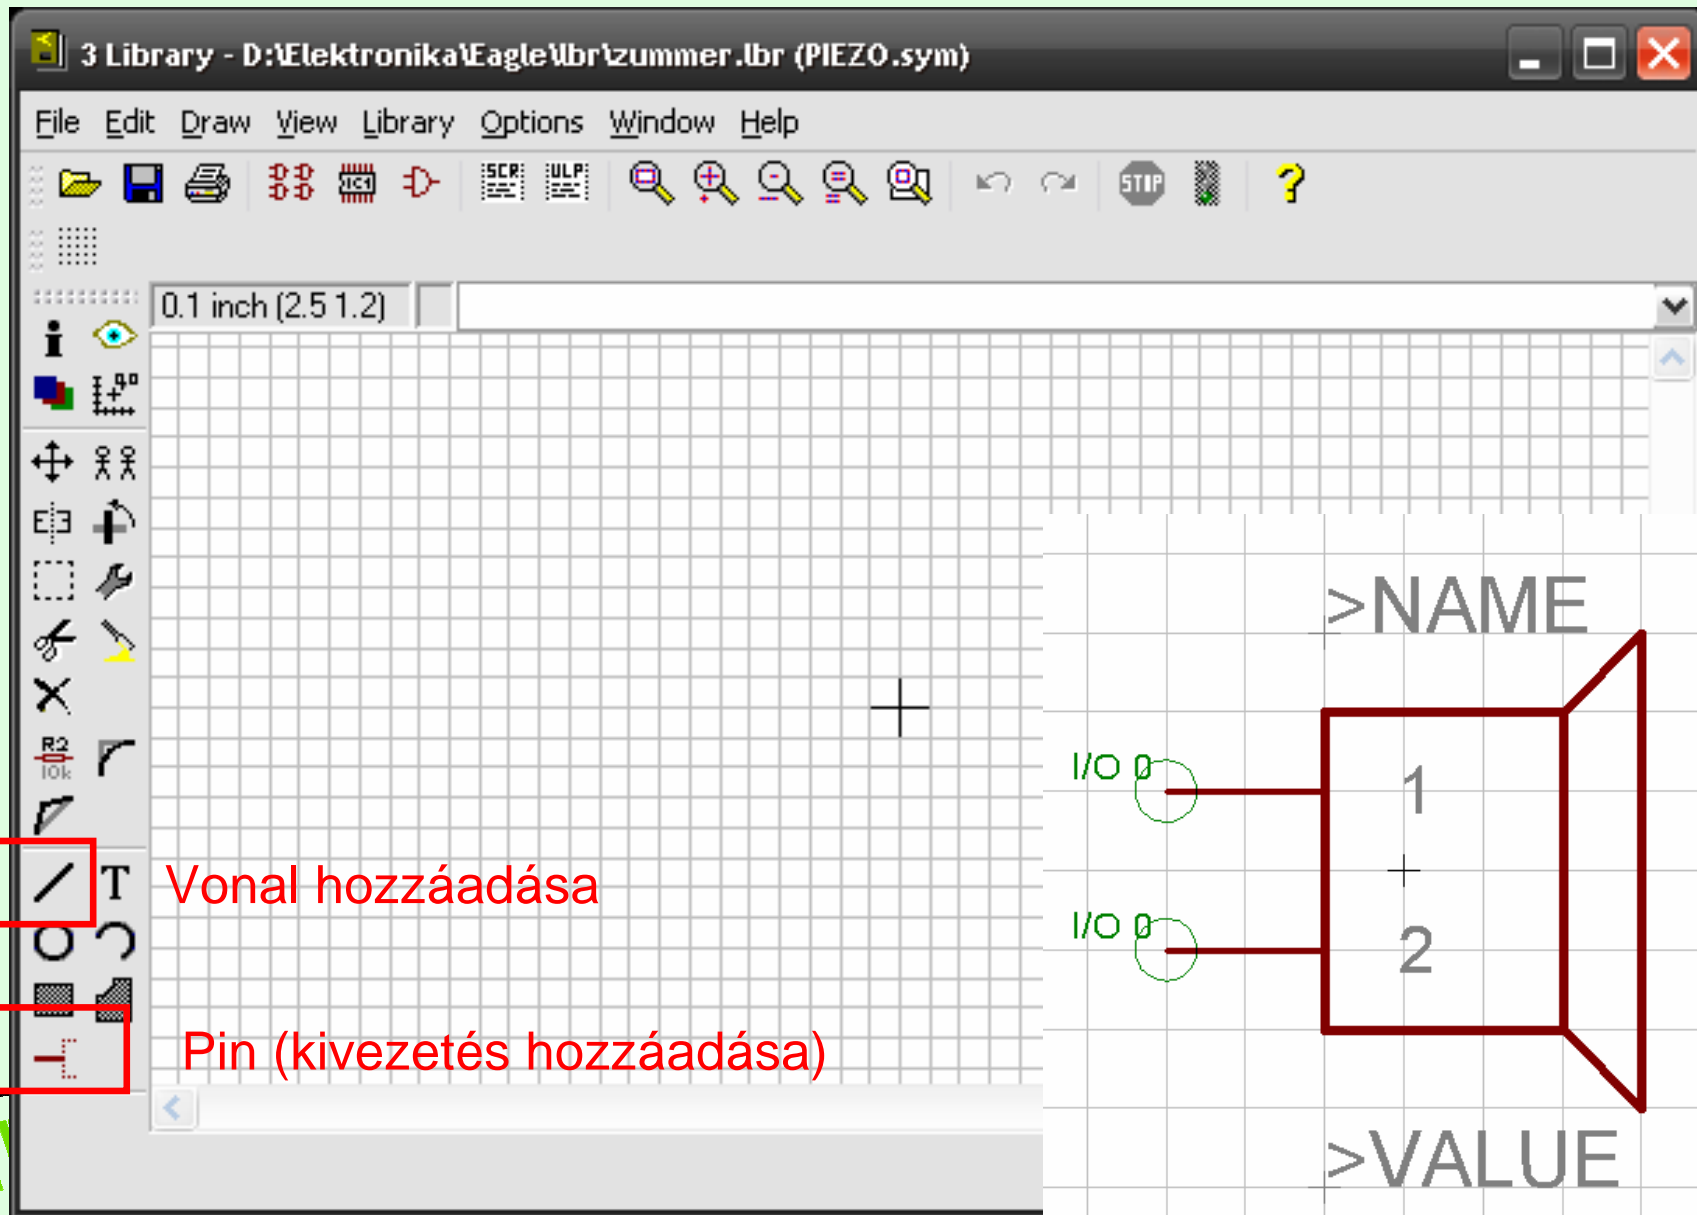 3 Library - D:\Elektronika\Eagle\lbr\zummer.lbr (PIEZO.sym)
File Edit Draw View Library Options Window Help
SCR ULP
IC1
STOP
?
0.1 inch (2.5 1.2)
R2
10k
T
Vonal hozzáadása
Pin (kivezetés hozzáadása)
>NAME
I/O 0
1
I/O 0
2
>VALUE